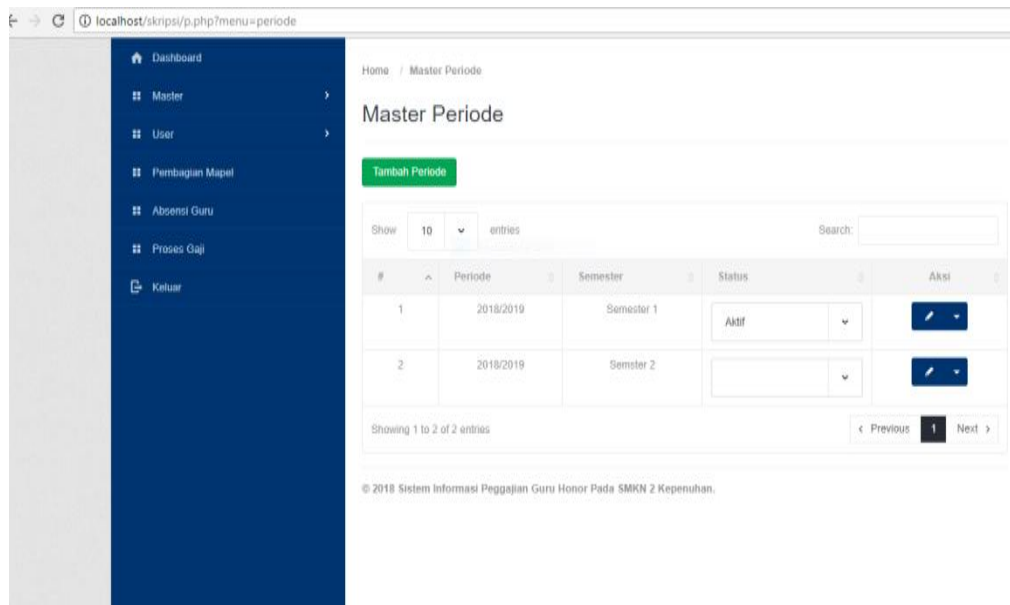 localhost/skripsi/p.php?menu=periode
Dashboard
Master
User
Pembagian Mapel
Absensi Guru
Proses Gaji
Keluar
Home / Master Periode
Master Periode
Tambah Periode
Show 10 entries Search:
# Periode Semester Status Aksi
1 2018/2019 Semester 1 Aktif
2 2018/2019 Semster 2
Showing 1 to 2 of 2 entries ‹ Previous 1 Next ›
© 2018 Sistem Informasi Peggajian Guru Honor Pada SMKN 2 Kepenuhan.